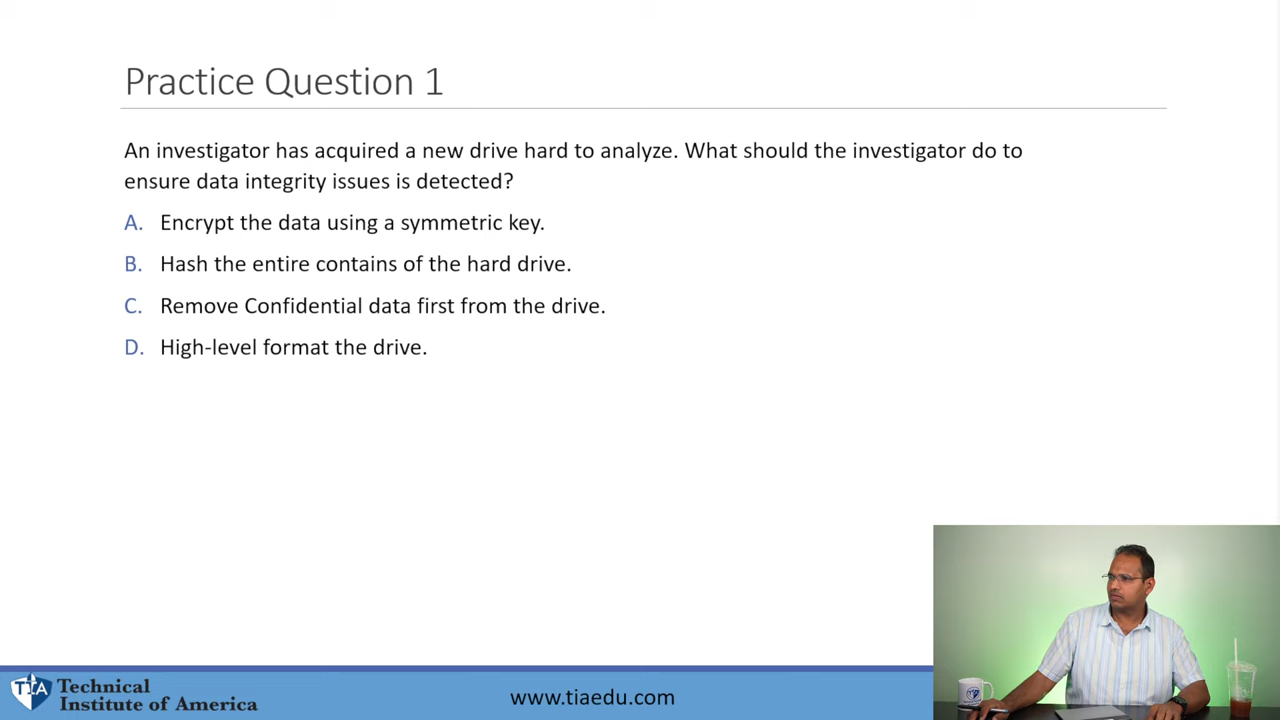 Practice Question 1
An investigator has acquired a new drive hard to analyze. What should the investigator do to
ensure data integrity issues is detected?
A. Encrypt the data using a symmetric key.
B. Hash the entire contains of the hard drive.
C. Remove Confidential data first from the drive.
D. High-level format the drive.
TIA
Technical
Institute of America
www.tiaedu.com